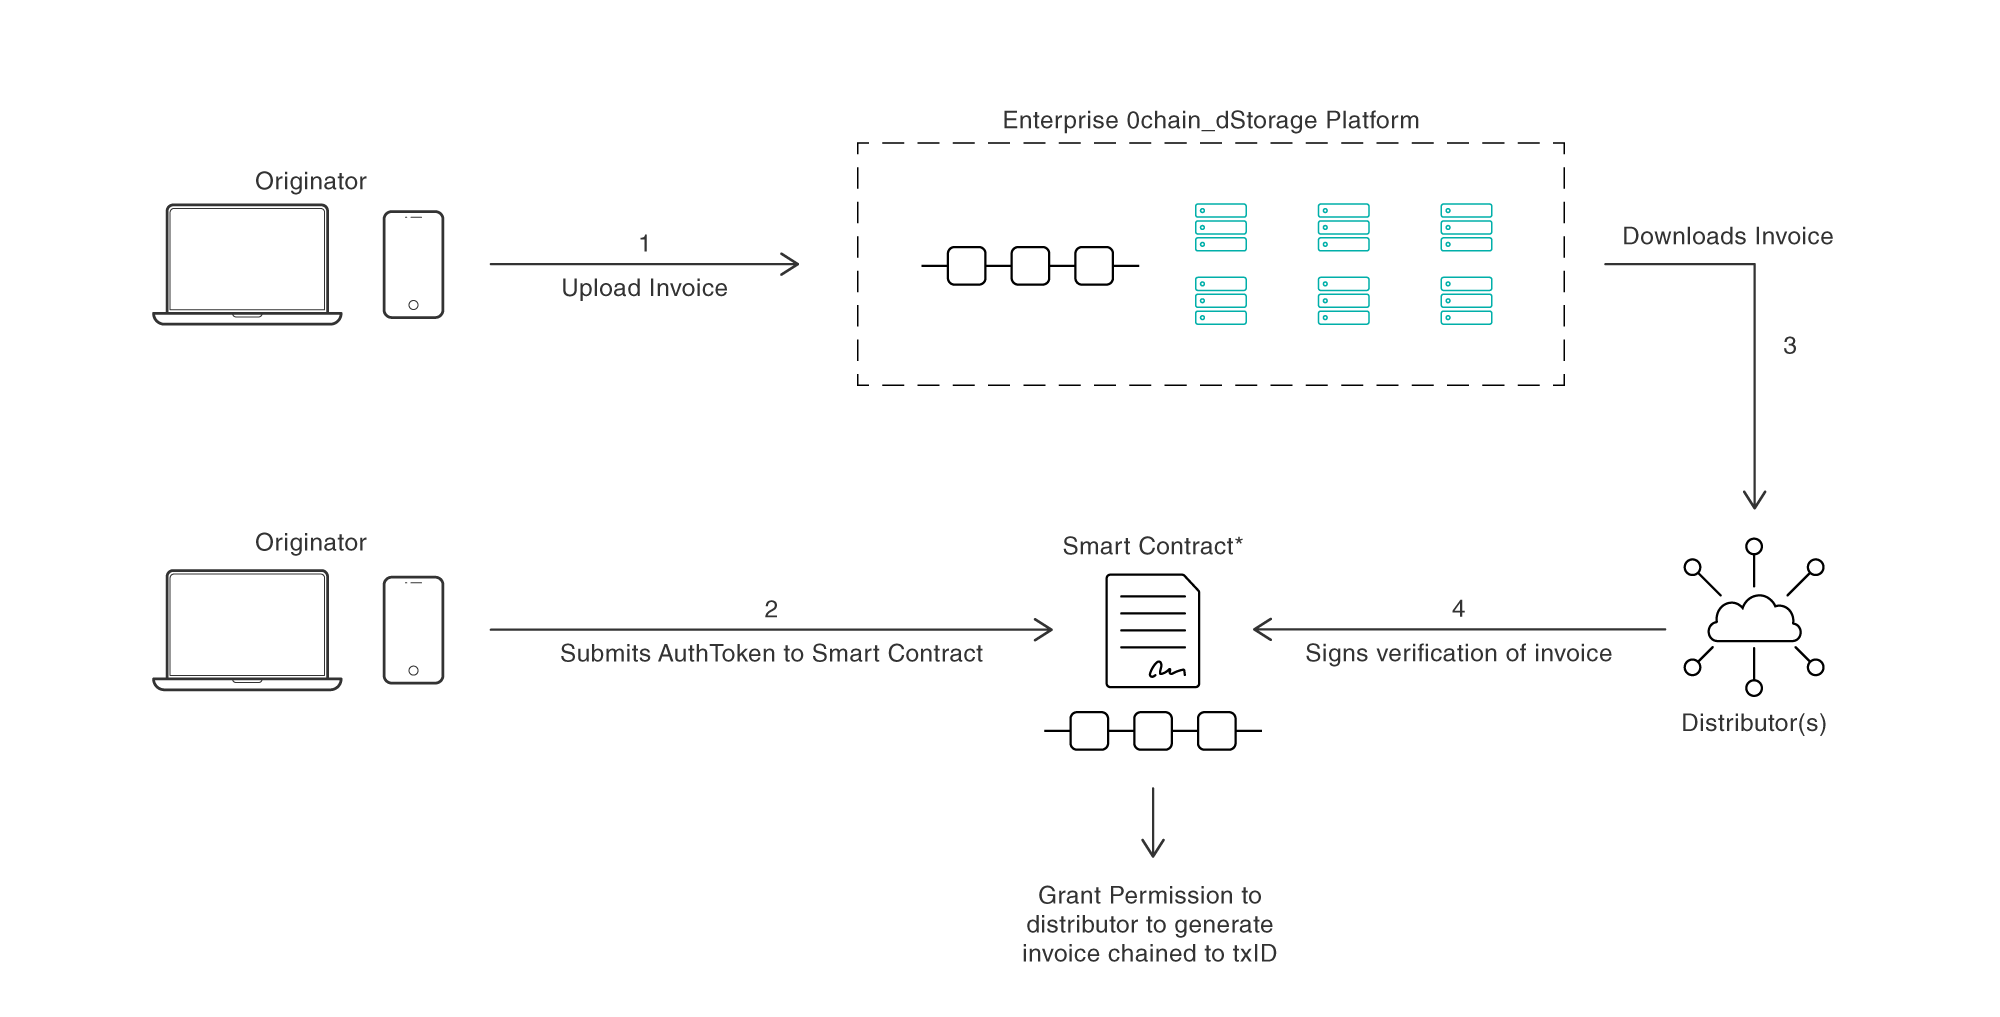 Enterprise 0chain_dStorage Platform
Originator
1
Upload Invoice
Downloads Invoice
3
Originator
2
Submits AuthToken to Smart Contract
Smart Contract*
4
Signs verification of invoice
Distributor(s)
Grant Permission to
distributor to generate
invoice chained to txID